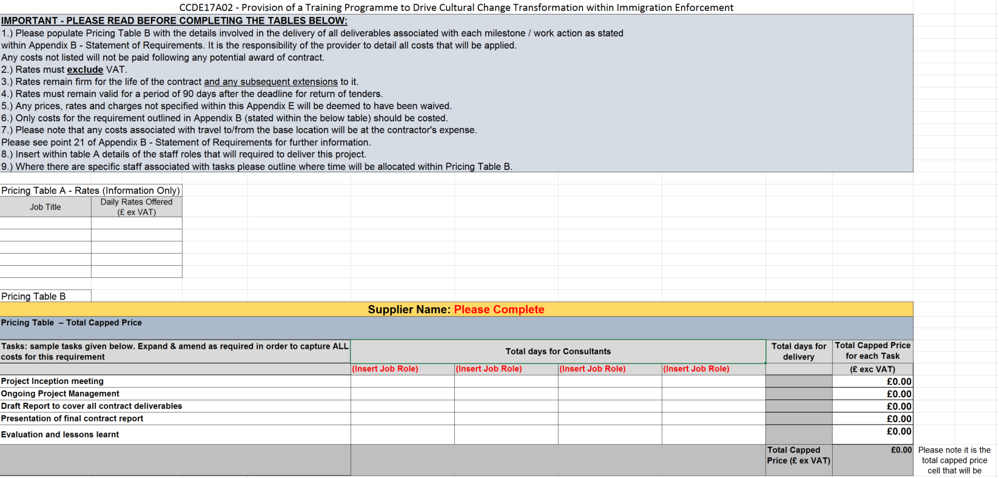 CCDE17A02 - Provision of a Training Programme to Drive Cultural Change Transformation within Immigration Enforcement
IMPORTANT - PLEASE READ BEFORE COMPLETING THE TABLES BELOW:
1.) Please populate Pricing Table B with the details involved in the delivery of all deliverables associated with each milestone / work action as stated
within Appendix B - Statement of Requirements. It is the responsibility of the provider to detail all costs that will be applied.
Any costs not listed will not be paid following any potential award of contract.
2.) Rates must exclude VAT.
3.) Rates remain firm for the life of the contract and any subsequent extensions to it.
4.) Rates must remain valid for a period of 90 days after the deadline for return of tenders.
5.) Any prices, rates and charges not specified within this Appendix E will be deemed to have been waived.
6.) Only costs for the requirement outlined in Appendix B (stated within the below table) should be costed.
7.) Please note that any costs associated with travel to/from the base location will be at the contractor's expense.
Please see point 21 of Appendix B - Statement of Requirements for further information.
8.) Insert within table A details of the staff roles that will required to deliver this project.
9.) Where there are specific staff associated with tasks please outline where time will be allocated within Pricing Table B.
Pricing Table A - Rates (Information Only)
Job Title
Daily Rates Offered
(£ ex VAT)
Pricing Table B
Supplier Name: Please Complete
Pricing Table – Total Capped Price
Tasks: sample tasks given below. Expand & amend as required in order to capture ALL
costs for this requirement
Total days for Consultants
Total days for
delivery
Total Capped Price
for each Task
(Insert Job Role) (Insert Job Role) (Insert Job Role) (Insert Job Role) (£ exc VAT)
Project Inception meeting £0.00
Ongoing Project Management £0.00
Draft Report to cover all contract deliverables £0.00
Presentation of final contract report £0.00
Evaluation and lessons learnt £0.00
Total Capped
Price (£ ex VAT)
£0.00
Please note it is the
total capped price
cell that will be